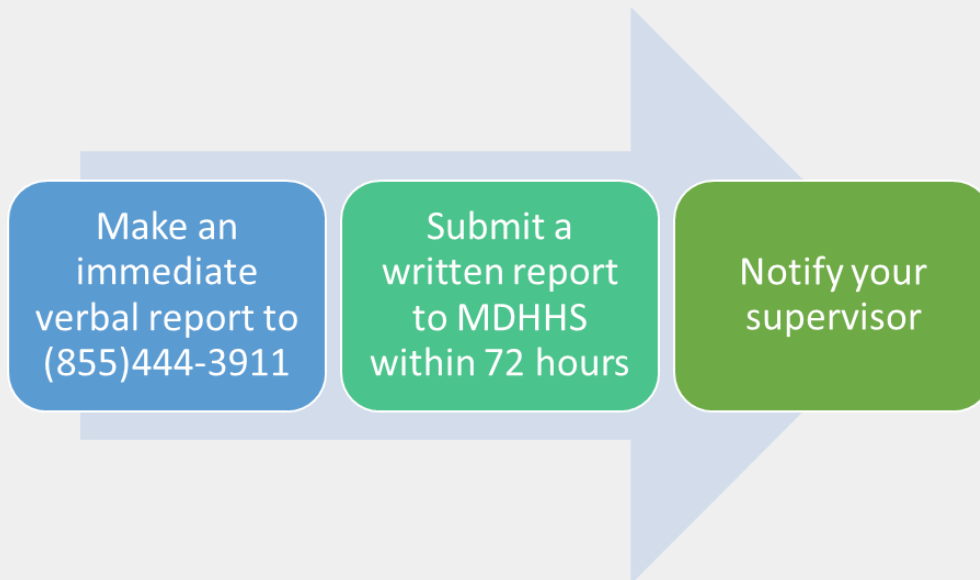 Make an
immediate
verbal report to
(855)444-3911
Submit a
written report
to MDHHS
within 72 hours
Notify your
supervisor